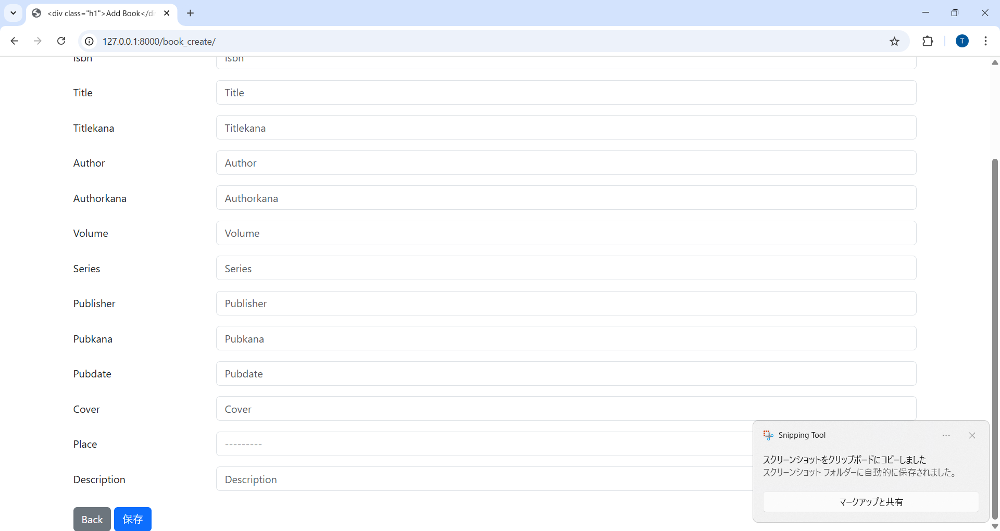 <div class="h1">Add Book</di
127.0.0.1:8000/book_create/
Isbn Isbn
Title Title
Titlekana Titlekana
Author Author
Authorkana Authorkana
Volume Volume
Series Series
Publisher Publisher
Pubkana Pubkana
Pubdate Pubdate
Cover Cover
Place ---------
Description Description
Back 保存
T
Snipping Tool
スクリーンショットをクリップボードにコピーしました
スクリーンショット フォルダーに自動的に保存されました。
マークアップと共有